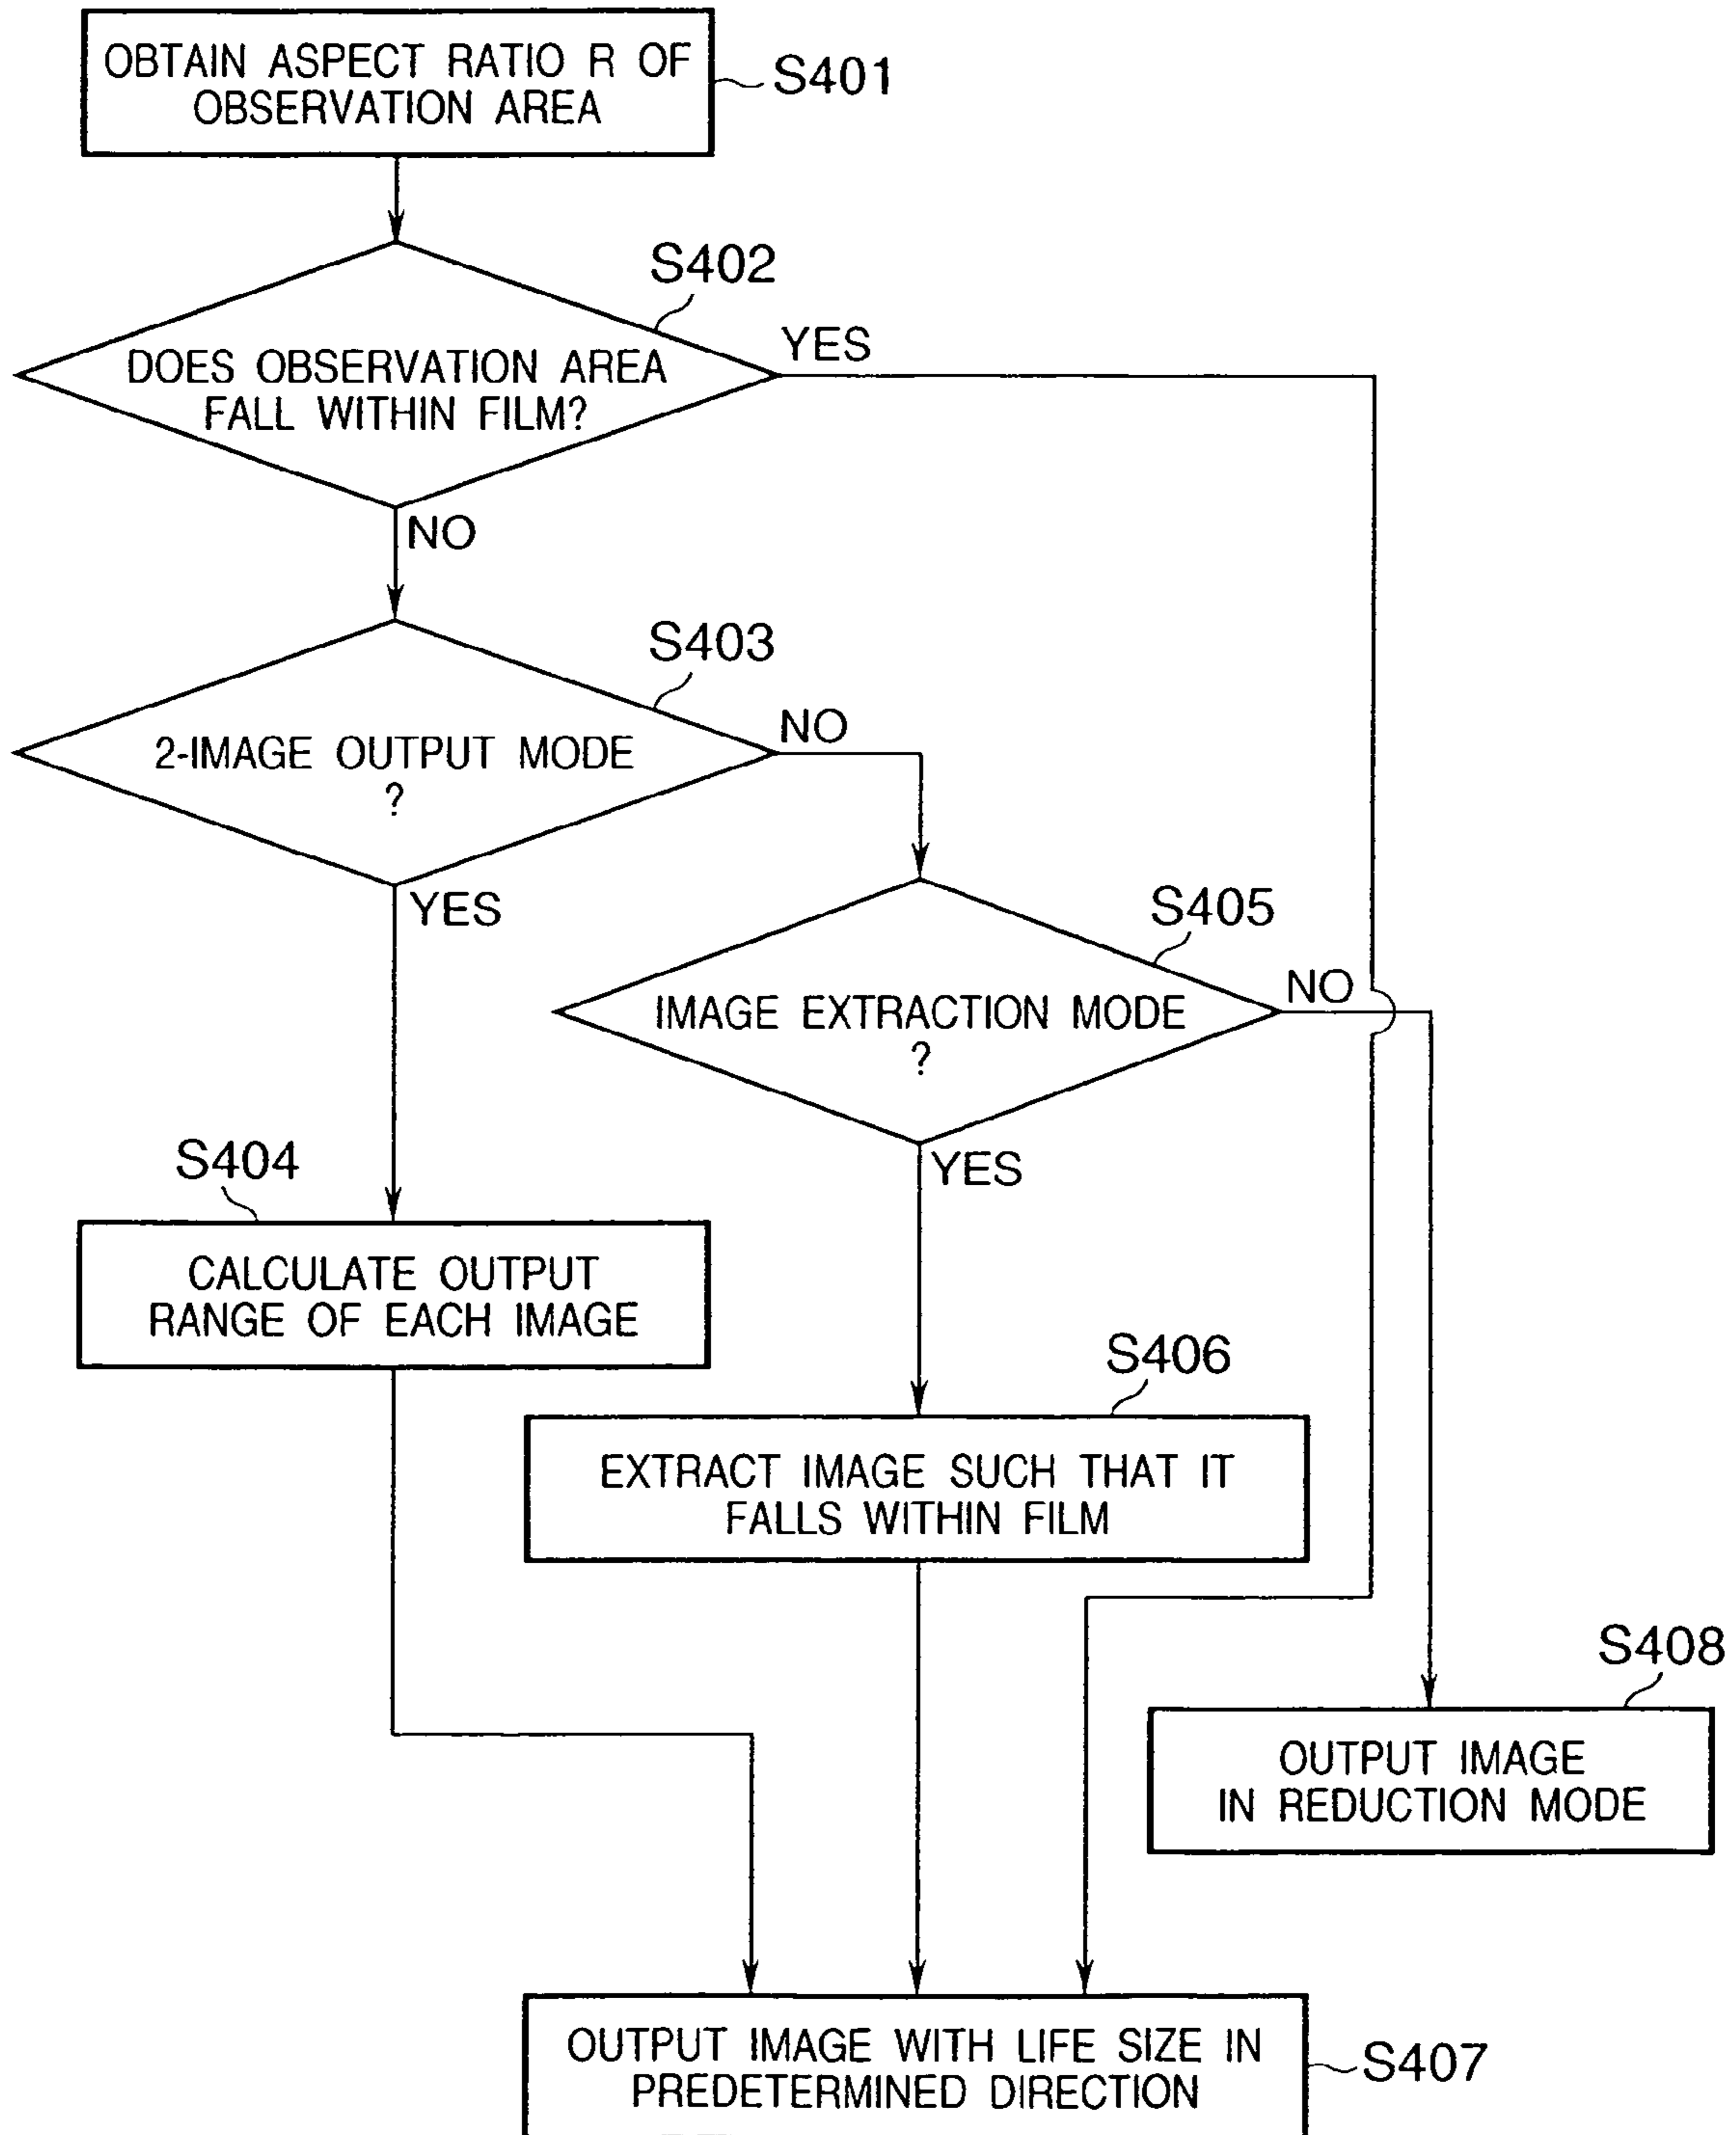 OBTAIN ASPECT RATIO R OF
OBSERVATION AREA
S401
S402
DOES OBSERVATION AREA
FALL WITHIN FILM?
YES
NO
S403
2-IMAGE OUTPUT MODE
?
NO
YES
S405
IMAGE EXTRACTION MODE
?
NO
YES
S404
CALCULATE OUTPUT
RANGE OF EACH IMAGE
S406
EXTRACT IMAGE SUCH THAT IT
FALLS WITHIN FILM
S408
OUTPUT IMAGE
IN REDUCTION MODE
OUTPUT IMAGE WITH LIFE SIZE IN
PREDETERMINED DIRECTION
S407